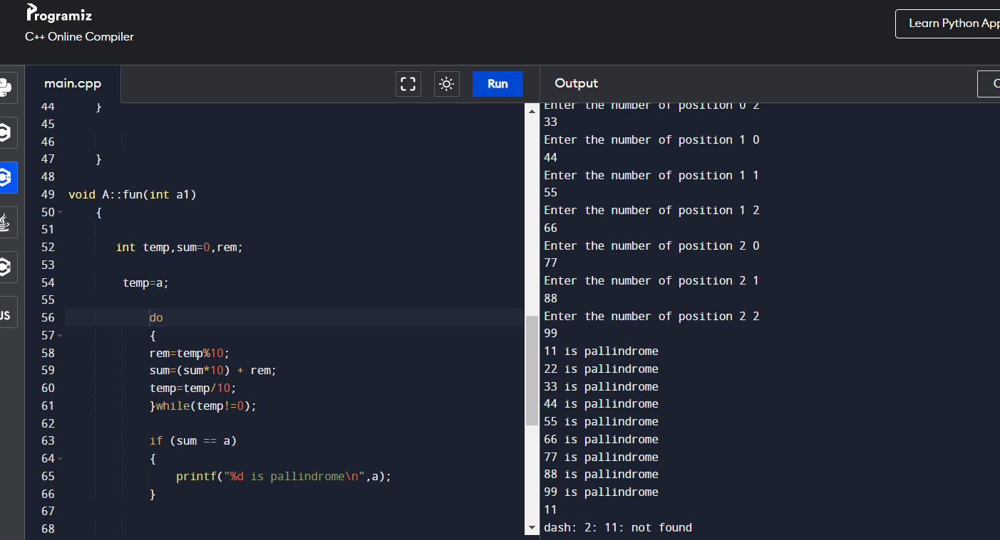 Programiz
C++ Online Compiler
Learn Python App
main.cpp
Run
Output
C
44 }
45
46
47 }
48
49 void A::fun(int a1)
50 {
51
52 int temp,sum=0,rem;
53
54 temp=a;
55
56 do
57 {
58 rem=temp%10;
59 sum=(sum*10) + rem;
60 temp=temp/10;
61 }while(temp!=0);
62
63 if (sum == a)
64 {
65 printf("%d is pallindrome\n",a);
66 }
67
68
JS
Enter the number of position 0 2
33
Enter the number of position 1 0
44
Enter the number of position 1 1
55
Enter the number of position 1 2
66
Enter the number of position 2 0
77
Enter the number of position 2 1
88
Enter the number of position 2 2
99
11 is pallindrome
22 is pallindrome
33 is pallindrome
44 is pallindrome
55 is pallindrome
66 is pallindrome
77 is pallindrome
88 is pallindrome
99 is pallindrome
11
dash: 2: 11: not found